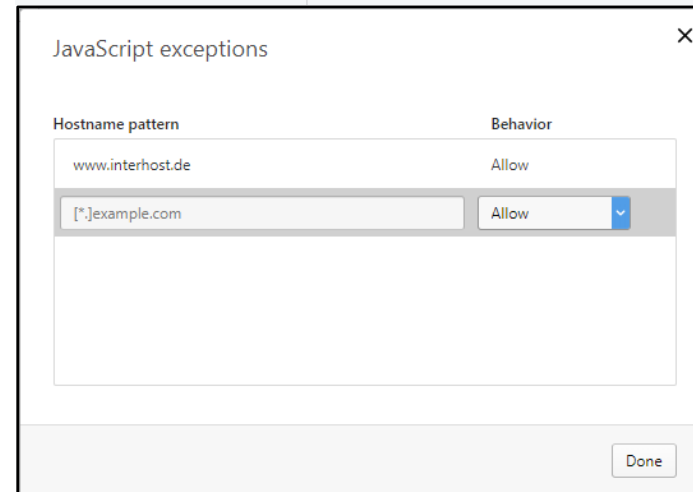 JavaScript exceptions
Hostname pattern Behavior
www.interhost.de Allow
[*.]example.com Allow
Done